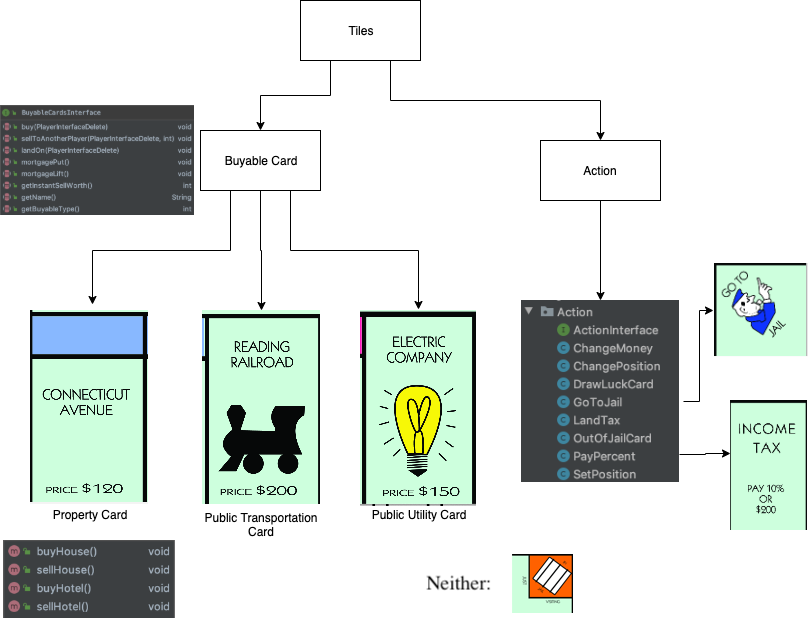 Tiles
BuyableCardsInterface
buy(PlayerInterfaceDelete) void
sellToAnotherPlayer(PlayerInterfaceDelete, int) void
landOn(PlayerInterfaceDelete) void
mortgagePut() void
mortgageLift() void
getInstantSellWorth() int
getName() String
getBuyableType() int
Buyable Card
Action
CONNECTICUT
AVENUE
PRICE $120
Property Card
READING
RAILROAD
PRICE $200
Public Transportation
Card
ELECTRIC
COMPANY
PRICE $150
Public Utility Card
Action
ActionInterface
ChangeMoney
ChangePosition
DrawLuckCard
GoToJail
LandTax
OutOfJailCard
PayPercent
SetPosition
GO TO
JAIL
INCOME
TAX
PAY 10%
OR
$200
buyHouse() void
sellHouse() void
buyHotel() void
sellHotel() void
Neither:
JUST
VISITING